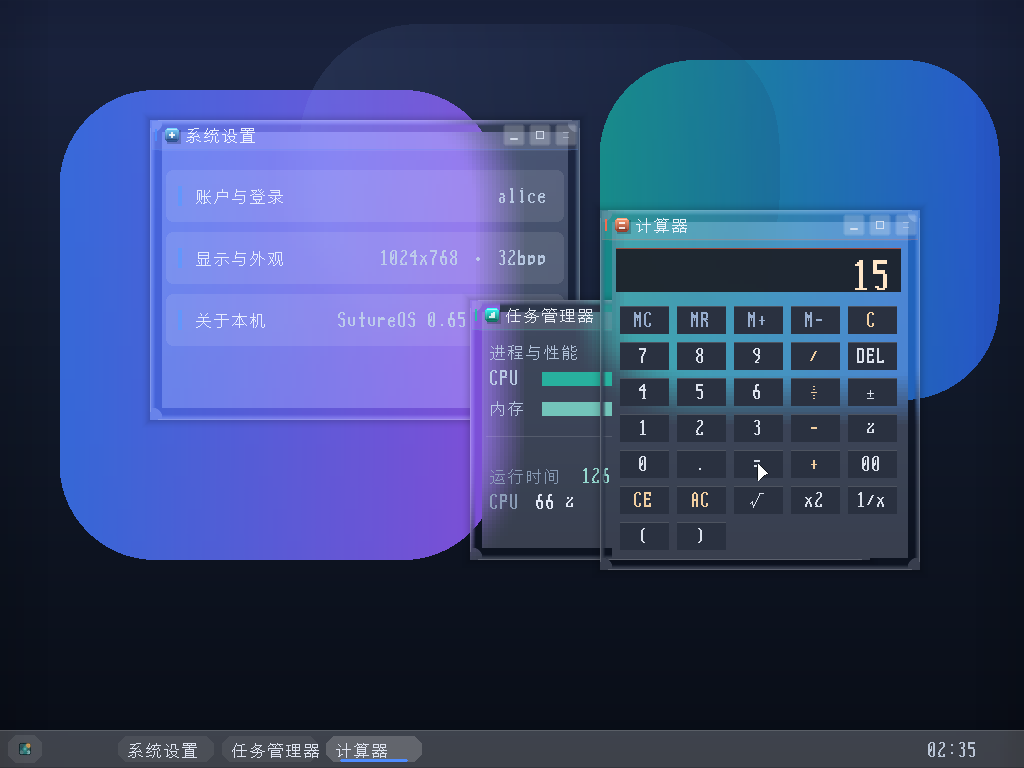 系统设置
账户与登录 alice
显示与外观 1024x768 • 32bpp
关于本机 SutureOS 0.65
任务管理器
进程与性能
CPU
内存
运行时间 126
CPU 66 %
计算器
15
MC MR M+ M- C
7 8 9 / DEL
4 5 6 ÷ ±
1 2 3 - %
0 . = + 00
CE AC √ x2 1/x
( )
系统设置 任务管理器 计算器 02:35